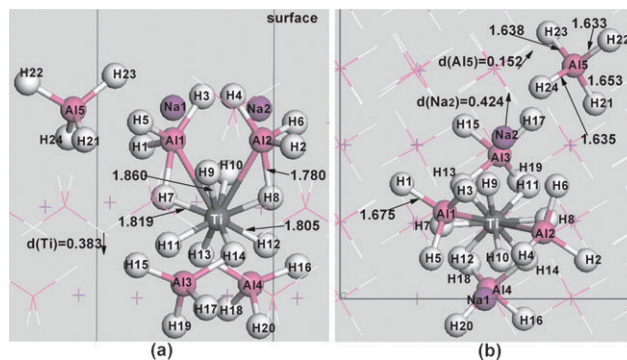 surface
H22
H23
Al5
H24
H21
Na1
Na2
H3
H4
H5
H1
Al1
Al2
H6
H2
H9
H10
1.860
1.780
H7
H8
Ti
1.819
1.805
H11
H12
d(Ti)=0.383
H13
H14
H15
H16
Al3
Al4
H17
H18
H19
H20
(a)
1.638
1.633
H23
H22
d(Al5)=0.152
Al5
H24
1.653
H21
d(Na2)=0.424
1.635
H15
H17
Na2
Al3
H13
H19
H1
H3
H9
H11
H6
1.675
Al1
Ti
H7
H8
Al2
H5
H12
H10
H4
H2
H18
H14
Al4
Na1
H20
H16
(b)